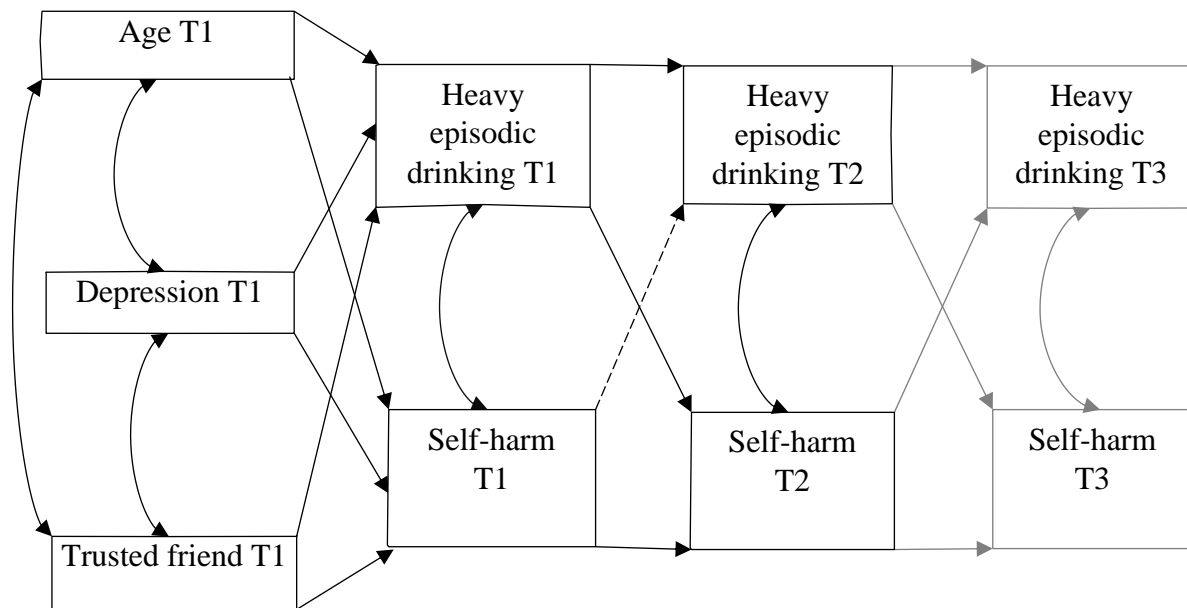 Age T1
Heavy
episodic
drinking T1
Heavy
episodic
drinking T2
Heavy
episodic
drinking T3
Depression T1
Self-harm
T1
Self-harm
T2
Self-harm
T3
Trusted friend T1